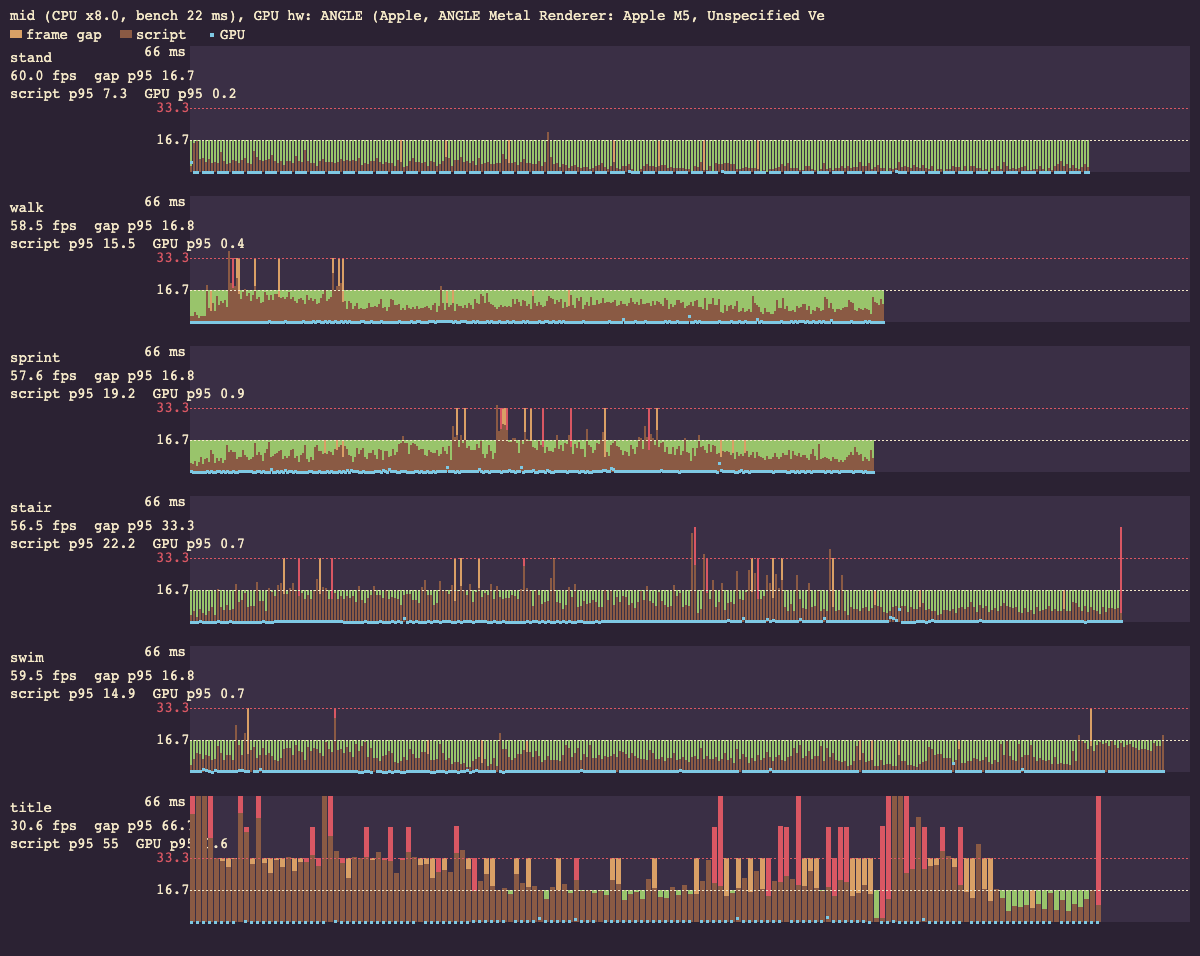 mid (CPU x8.0, bench 22 ms), GPU hw: ANGLE (Apple, ANGLE Metal Renderer: Apple M5, Unspecified Ve
frame gap script GPU
stand 66 ms
60.0 fps gap p95 16.7
script p95 7.3 GPU p95 0.2
33.3
16.7
walk 66 ms
58.5 fps gap p95 16.8
script p95 15.5 GPU p95 0.4
33.3
16.7
sprint 66 ms
57.6 fps gap p95 16.8
script p95 19.2 GPU p95 0.9
33.3
16.7
stair 66 ms
56.5 fps gap p95 33.3
script p95 22.2 GPU p95 0.7
33.3
16.7
swim 66 ms
59.5 fps gap p95 16.8
script p95 14.9 GPU p95 0.7
33.3
16.7
title 66 ms
30.6 fps gap p95 66.
script p95 55 GPU p95 .6
33.3
16.7